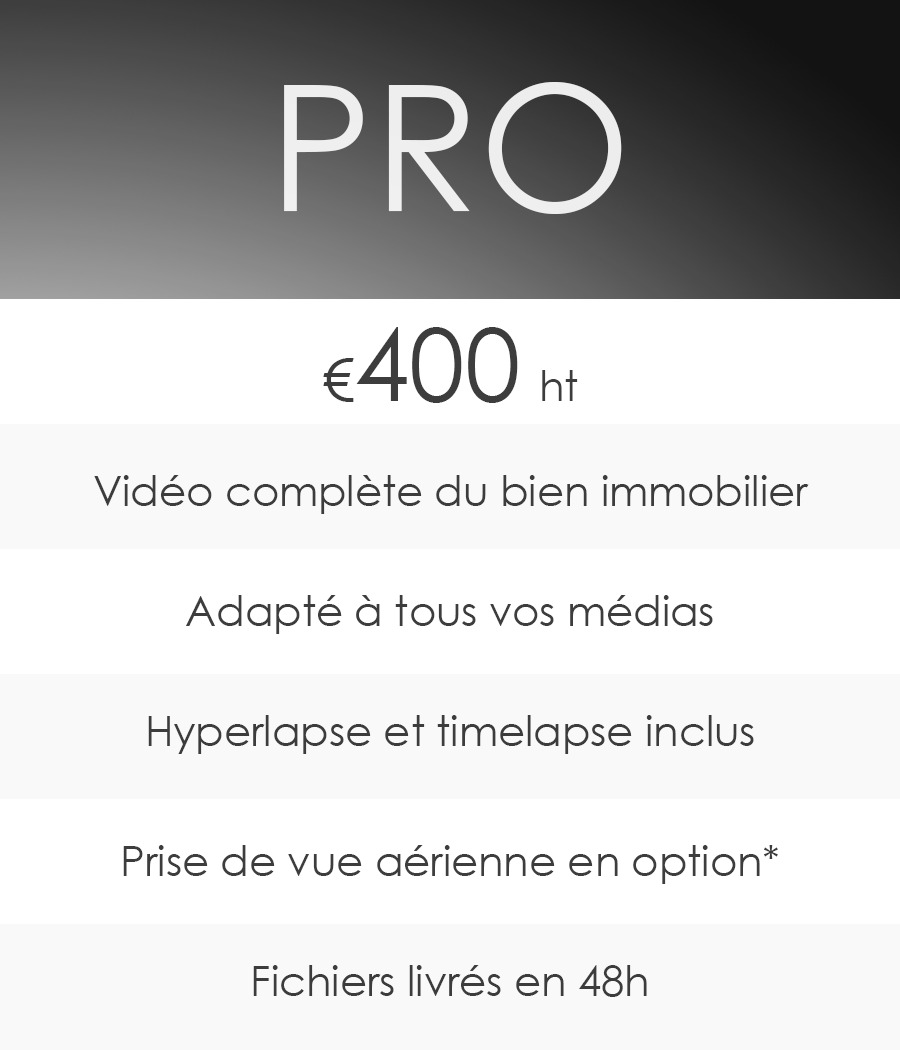 PRO
€400 ht
Vidéo complète du bien immobilier
Adapté à tous vos médias
Hyperlapse et timelapse inclus
Prise de vue aérienne en option*
Fichiers livrés en 48h